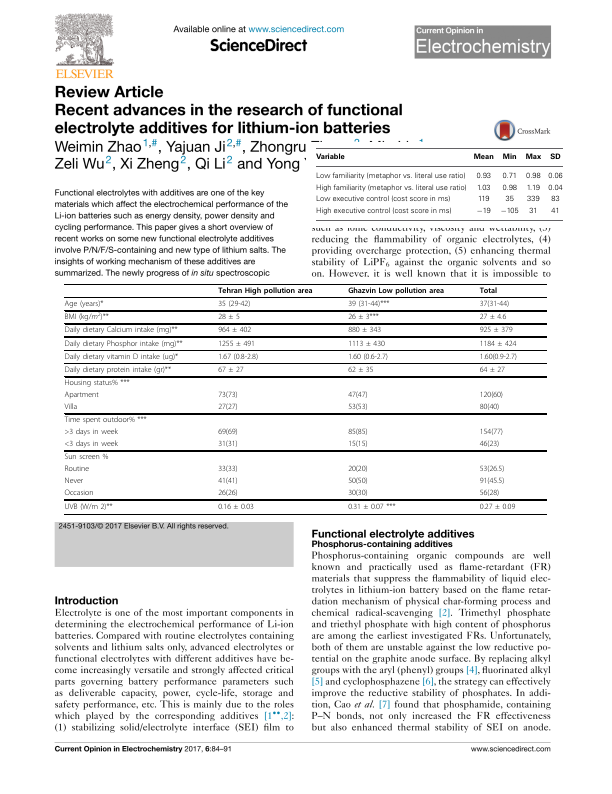 Available online at www.sciencedirect.com
ScienceDirect
Current Opinion in
Electrochemistry
ELSEVIER
Review Article
Recent advances in the research of functional
electrolyte additives for lithium-ion batteries
CrossMark
Weimin Zhao1,#, Yajuan Ji2,#, Zhongru
Zeli Wu2, Xi Zheng2, Qi Li2 and Yong
Functional electrolytes with additives are one of the key
materials which affect the electrochemical performance of the
Li-ion batteries such as energy density, power density and
cycling performance. This paper gives a short overview of
recent works on some new functional electrolyte additives
involve P/N/F/S-containing and new type of lithium salts. The
insights of working mechanism of these additives are
summarized. The newly progress of in situ spectroscopic
Variable Mean Min Max SD
Low familiarity (metaphor vs. literal use ratio) 0.93 0.71 0.98 0.06
High familiarity (metaphor vs. literal use ratio) 1.03 0.98 1.19 0.04
Low executive control (cost score in ms) 119 35 339 83
High executive control (cost score in ms) −19 −105 31 41
such as ionic conductivity, viscosity and wettability, (3)
reducing the flammability of organic electrolytes, (4)
providing overcharge protection, (5) enhancing thermal
stability of LiPF6 against the organic solvents and so
on. However, it is well known that it is impossible to
Tehran High pollution area Ghazvin Low pollution area Total
Age (years)* 35 (29-42) 39 (31-44)*** 37(31-44)
BMI (kg/m2)** 28 ± 5 26 ± 3*** 27 ± 4.6
Daily dietary Calcium intake (mg)** 964 ± 402 880 ± 343 925 ± 379
Daily dietary Phosphor intake (mg)** 1255 ± 491 1113 ± 430 1184 ± 424
Daily dietary vitamin D intake (ug)* 1.67 (0.8-2.8) 1.60 (0.6-2.7) 1.60(0.9-2.7)
Daily dietary protein intake (gr)** 67 ± 27 62 ± 35 64 ± 27
Housing status% ***
Apartment 73(73) 47(47) 120(60)
Villa 27(27) 53(53) 80(40)
Time spent outdoor% ***
>3 days in week 69(69) 85(85) 154(77)
<3 days in week 31(31) 15(15) 46(23)
Sun screen %
Routine 33(33) 20(20) 53(26.5)
Never 41(41) 50(50) 91(45.5)
Occasion 26(26) 30(30) 56(28)
UVB (W/m 2)** 0.16 ± 0.03 0.31 ± 0.07 *** 0.27 ± 0.09
2451-9103/© 2017 Elsevier B.V. All rights reserved.
Introduction
Electrolyte is one of the most important components in
determining the electrochemical performance of Li-ion
batteries. Compared with routine electrolytes containing
solvents and lithium salts only, advanced electrolytes or
functional electrolytes with different additives have be-
come increasingly versatile and strongly affected critical
parts governing battery performance parameters such
as deliverable capacity, power, cycle-life, storage and
safety performance, etc. This is mainly due to the roles
which played by the corresponding additives [1••,2]:
(1) stabilizing solid/electrolyte interface (SEI) film to
Functional electrolyte additives
Phosphorus-containing additives
Phosphorus-containing organic compounds are well
known and practically used as flame-retardant (FR)
materials that suppress the flammability of liquid elec-
trolytes in lithium-ion battery based on the flame retar-
dation mechanism of physical char-forming process and
chemical radical-scavenging [2]. Trimethyl phosphate
and triethyl phosphate with high content of phosphorus
are among the earliest investigated FRs. Unfortunately,
both of them are unstable against the low reductive po-
tential on the graphite anode surface. By replacing alkyl
groups with the aryl (phenyl) groups [4], fluorinated alkyl
[5] and cyclophosphazene [6], the strategy can effectively
improve the reductive stability of phosphates. In addi-
tion, Cao et al. [7] found that phosphamide, containing
P–N bonds, not only increased the FR effectiveness
but also enhanced thermal stability of SEI on anode.
Current Opinion in Electrochemistry 2017, 6:84–91
www.sciencedirect.com